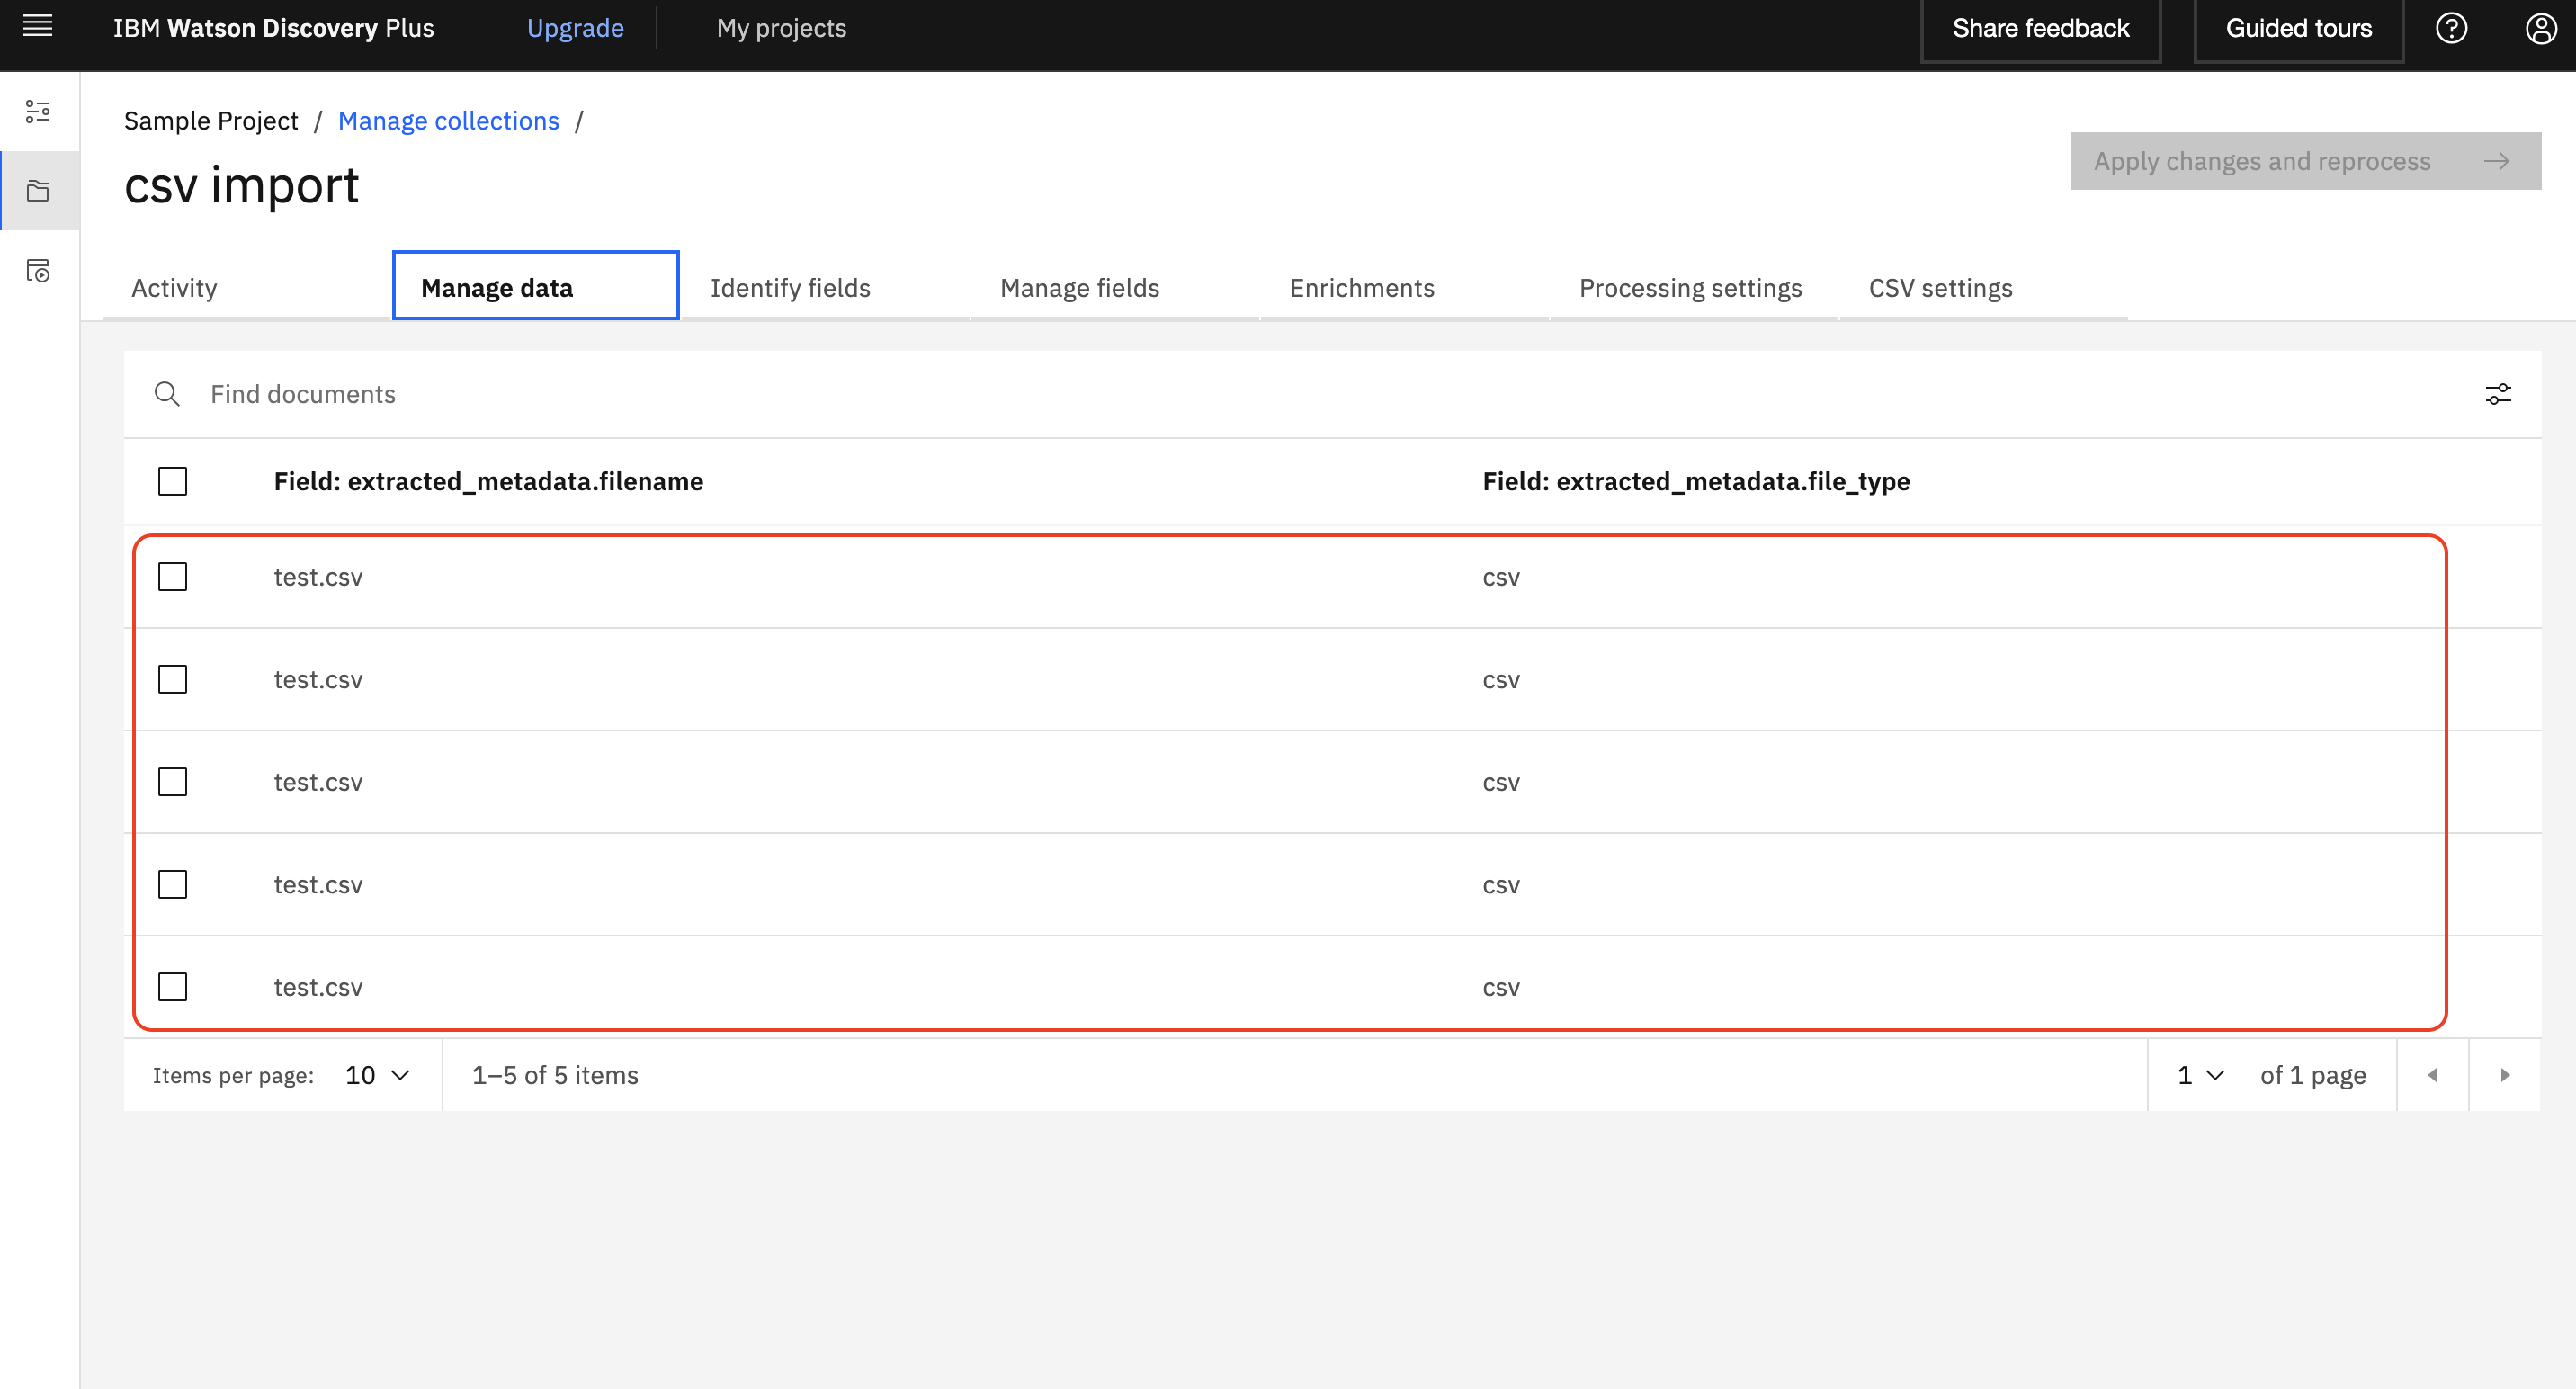 IBM Watson Discovery Plus Upgrade My projects Share feedback Guided tours
Sample Project / Manage collections /
csv import
Apply changes and reprocess
Activity Manage data Identify fields Manage fields Enrichments Processing settings CSV settings
Find documents
Field: extracted_metadata.filename Field: extracted_metadata.file_type
test.csv csv
test.csv csv
test.csv csv
test.csv csv
test.csv csv
Items per page: 10 1–5 of 5 items 1 of 1 page